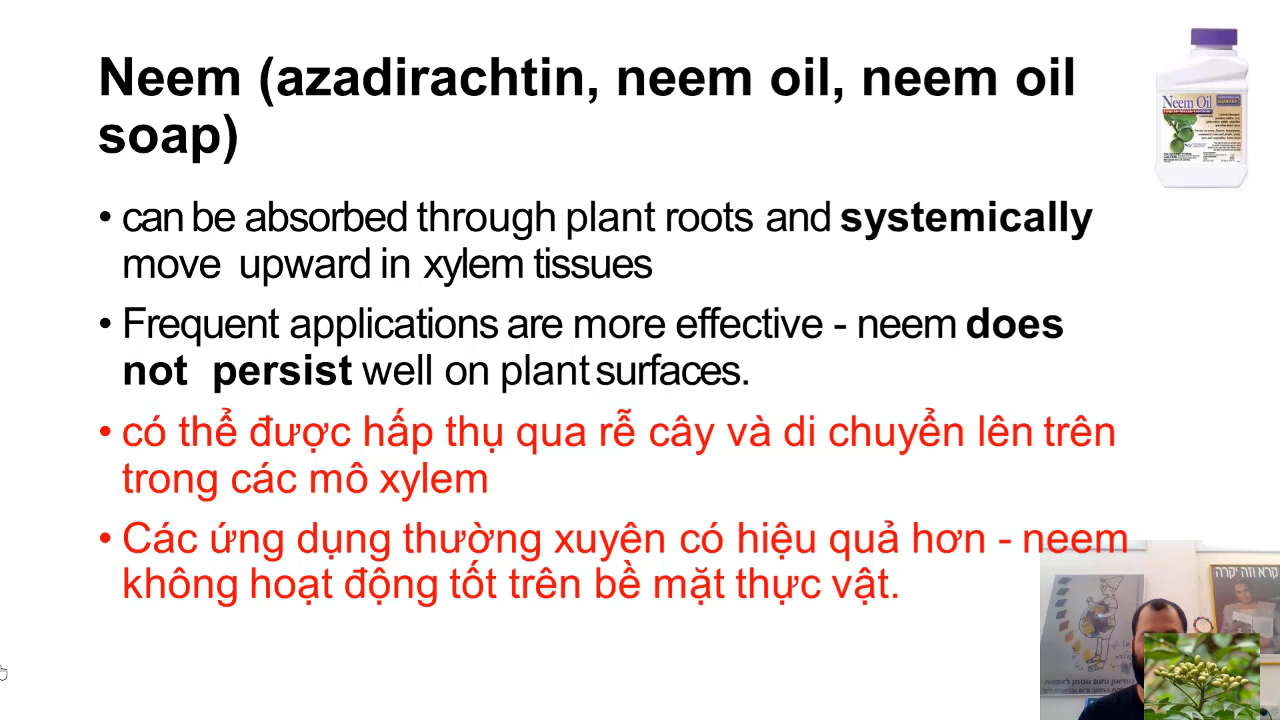 Neem (azadirachtin, neem oil, neem oil
soap)
Neem Oil
• can be absorbed through plant roots and systemically
move upward in xylem tissues
• Frequent applications are more effective - neem does
not persist well on plant surfaces.
• có thể được hấp thụ qua rễ cây và di chuyển lên trên
trong các mô xylem
• Các ứng dụng thường xuyên có hiệu quả hơn - neem
không hoạt động tốt trên bề mặt thực vật.
קרא וזה יקרה